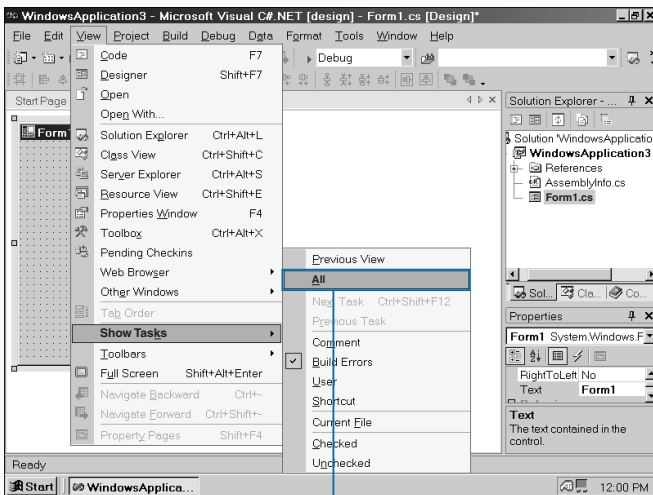 WindowsApplication3 - Microsoft Visual C#.NET [design] - Form1.cs [Design]*
File Edit View Project Build Debug Data Format Tools Window Help
Debug
Start Page
Form
Code F7
Designer Shift+F7
Open
Open With...
Solution Explorer Ctrl+Alt+L
Class View Ctrl+Shift+C
Server Explorer Ctrl+Alt+S
Resource View Ctrl+Shift+E
Properties Window F4
Toolbox Ctrl+Alt+X
Pending Checkins
Web Browser
Other Windows
Tab Order
Show Tasks
Toolbars
Full Screen Shift+Alt+Enter
Navigate Backward Ctrl+-
Navigate Forward Ctrl+Shift+-
Property Pages Shift+F4
Previous View
All
Next Task Ctrl+Shift+F12
Previous Task
Comment
Build Errors
User
Shortcut
Current File
Checked
Unchecked
Solution Explorer - ...
Solution 'WindowsApplicatio
WindowsApplication3
References
AssemblyInfo.cs
Form1.cs
Sol... Cla... Co...
Properties
Form1 System.Windows.F
RightToLeft No
Text Form1
Text
The text contained in the
control.
Ready
Start WindowsApplica... 12:00 PM